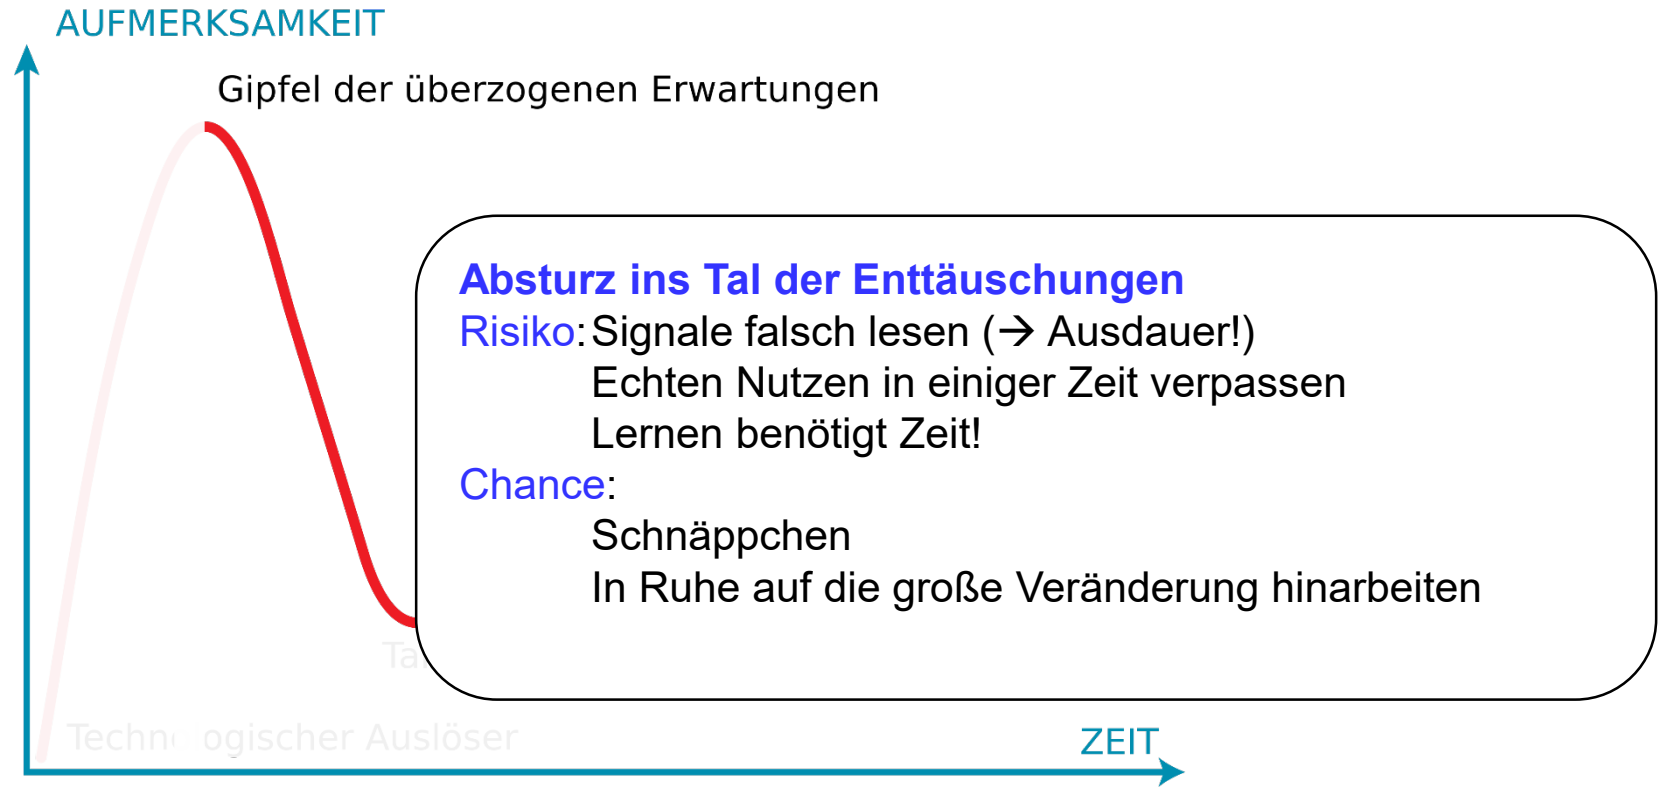 AUFMERKSAMKEIT
Gipfel der überzogenen Erwartungen
Absturz ins Tal der Enttäuschungen
Risiko: Signale falsch lesen (→ Ausdauer!)
Echten Nutzen in einiger Zeit verpassen
Lernen benötigt Zeit!
Chance:
Schnäppchen
In Ruhe auf die große Veränderung hinarbeiten
Auslöser
ZEIT